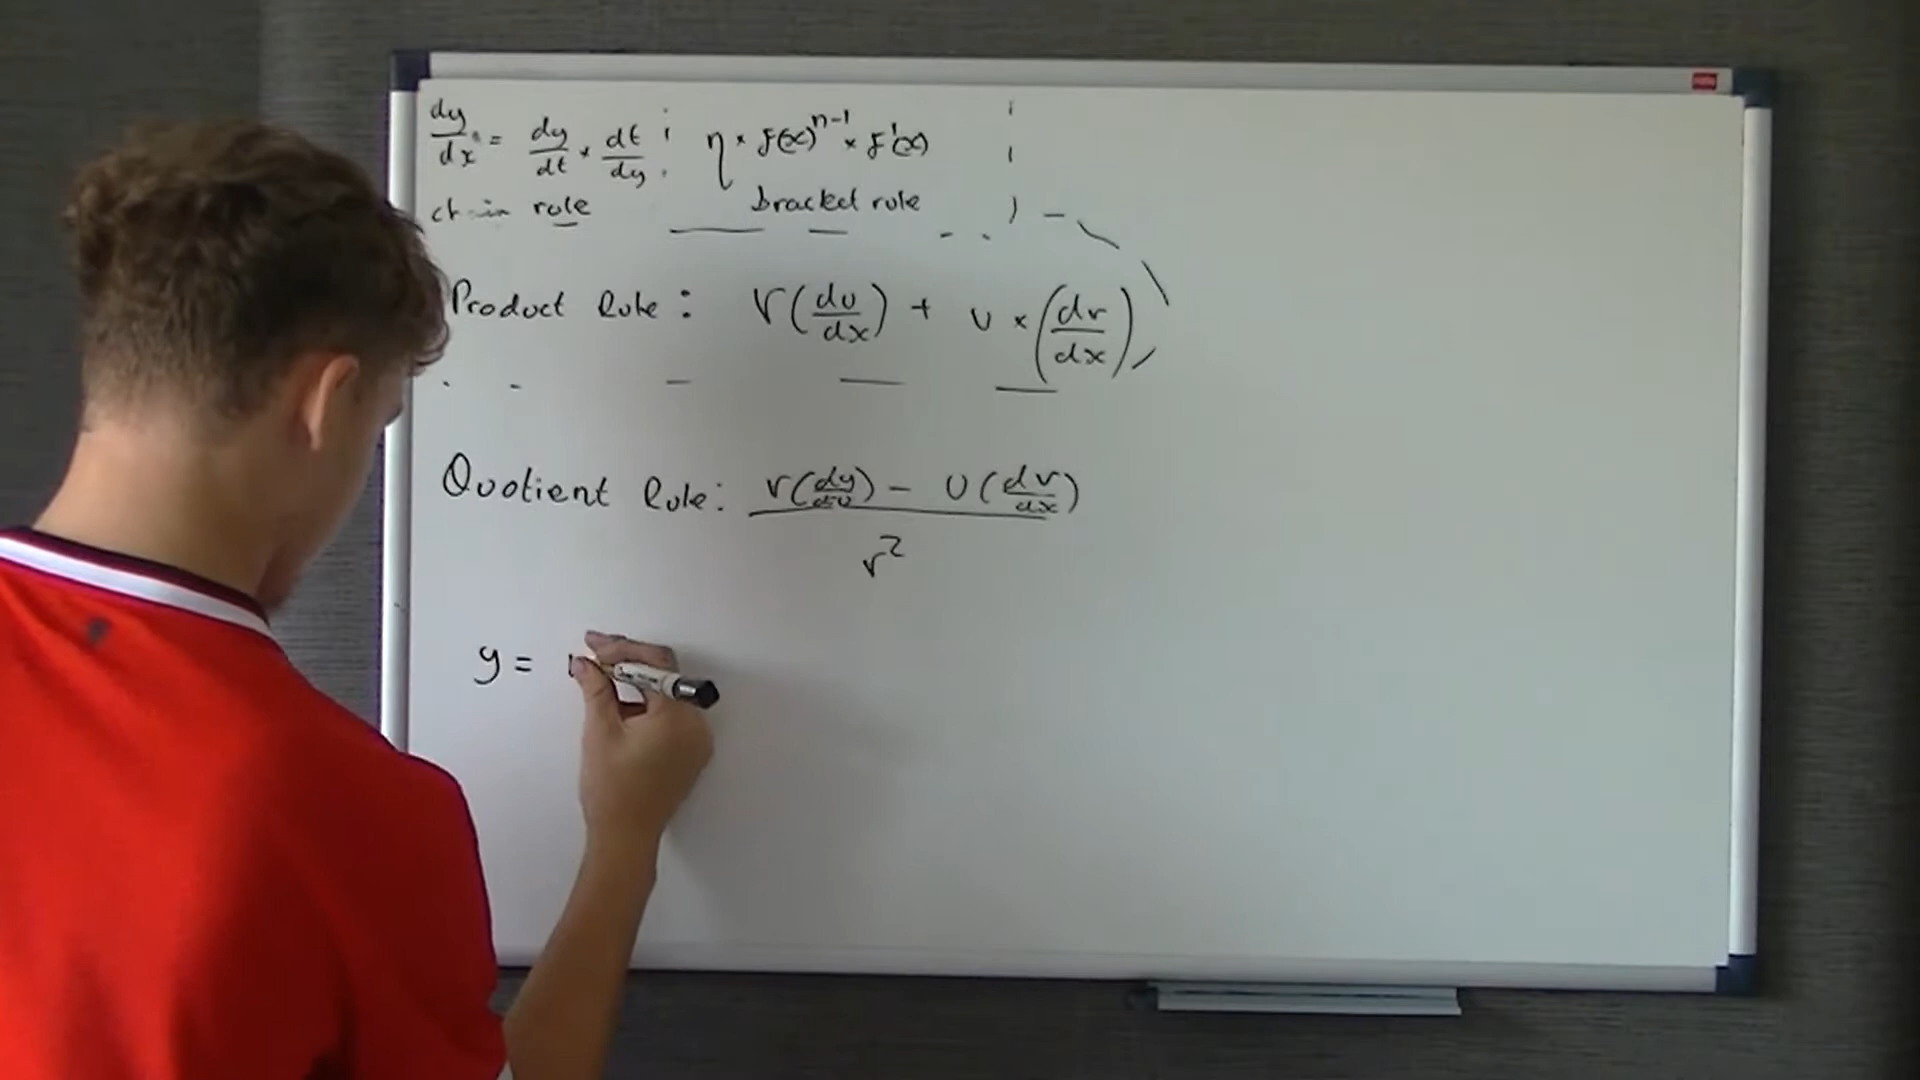 dy/dx = dy/dt × dt/dy
n × f(x)^n-1 × f'(x)
chain rule
bracket rule
Product Rule: V(du/dx) + U × (dv/dx)
Quotient Rule: V(dy/du) - U(dv/dx) / V²
y =